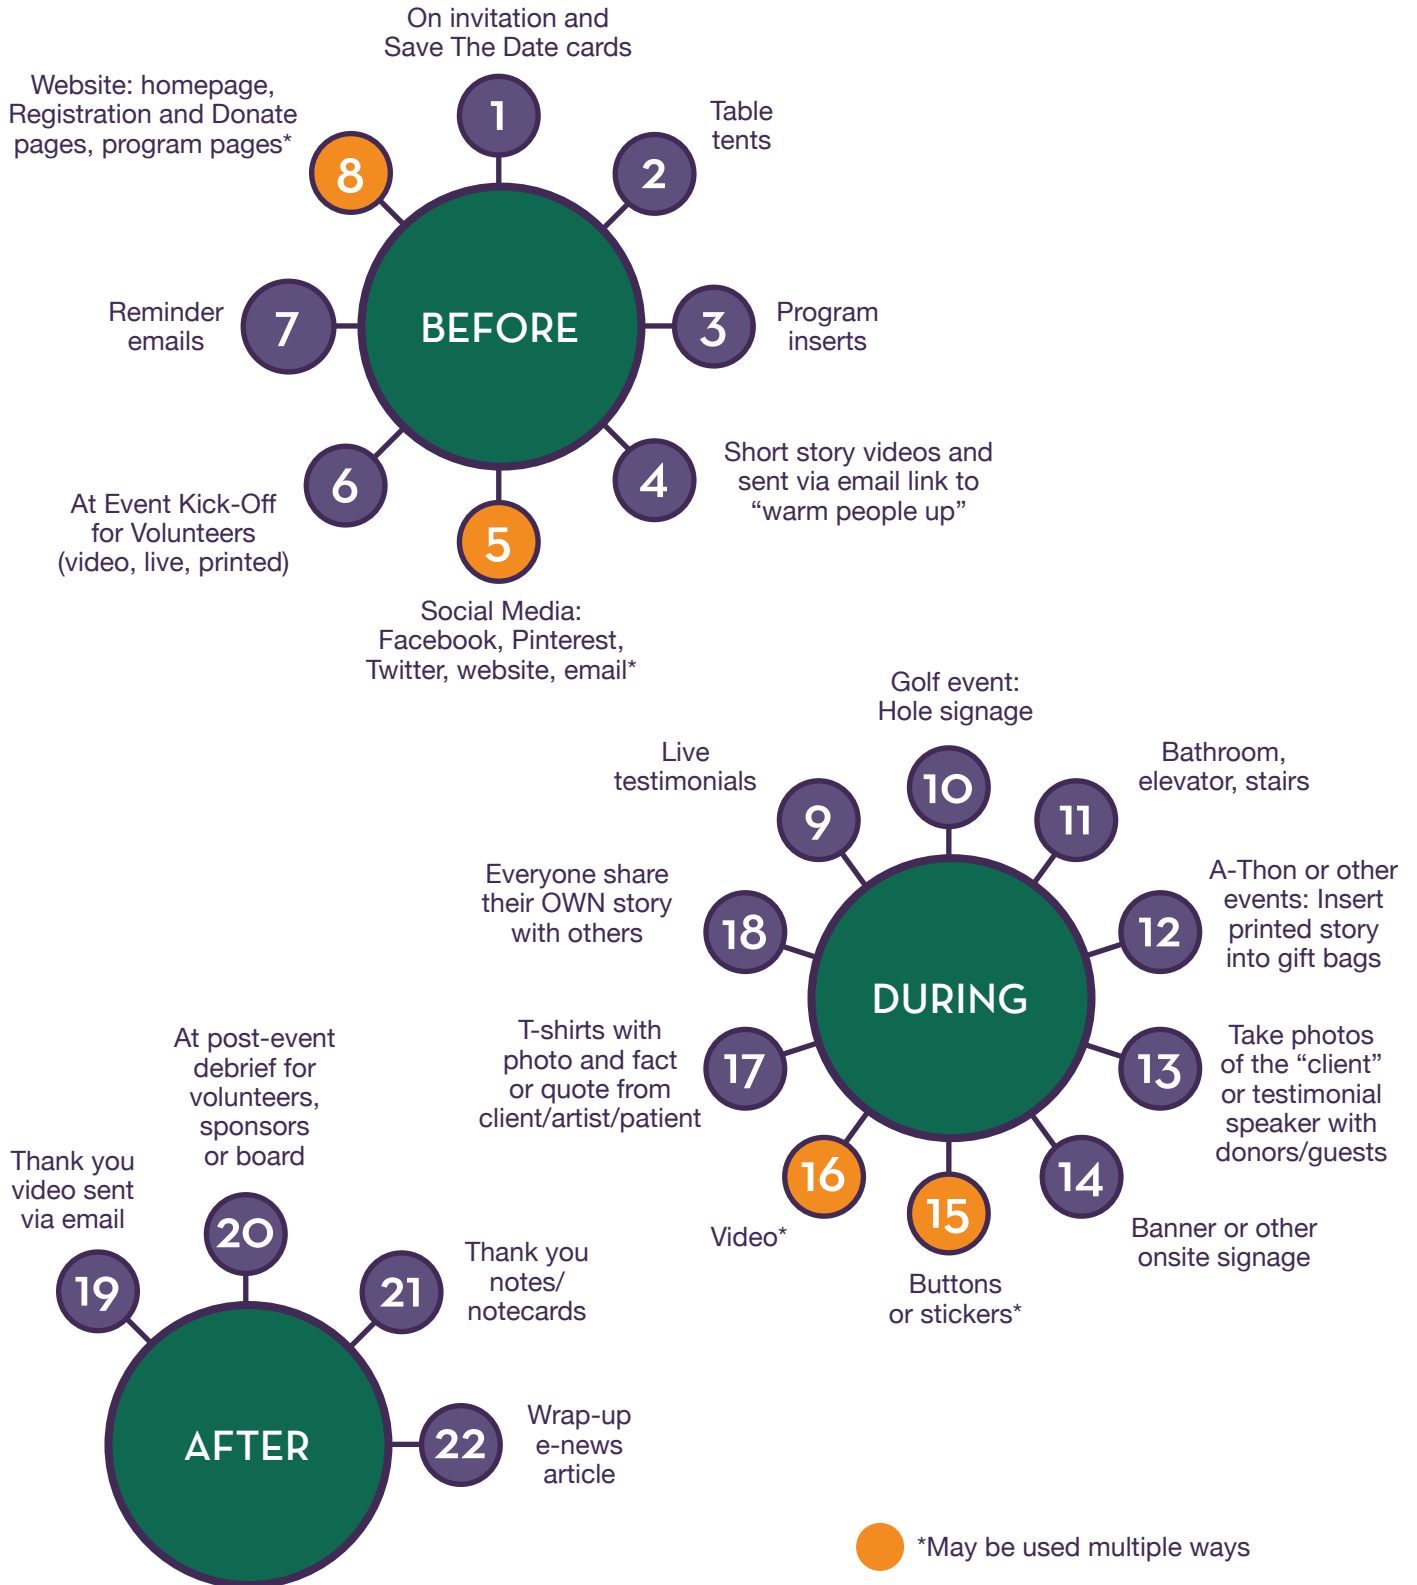 On invitation and
Save The Date cards
1
Table
tents
2
Program
inserts
3
Short story videos and
sent via email link to
“warm people up”
4
5
Social Media:
Facebook, Pinterest,
Twitter, website, email*
6
At Event Kick-Off
for Volunteers
(video, live, printed)
7
Reminder
emails
8
Website: homepage,
Registration and Donate
pages, program pages*
BEFORE
Live
testimonials
9
Golf event:
Hole signage
10
Bathroom,
elevator, stairs
11
A-Thon or other
events: Insert
printed story
into gift bags
12
Take photos
of the “client”
or testimonial
speaker with
donors/guests
13
14
Banner or other
onsite signage
15
Buttons
or stickers*
16
Video*
T-shirts with
photo and fact
or quote from
client/artist/patient
17
Everyone share
their OWN story
with others
18
DURING
Thank you
video sent
via email
19
At post-event
debrief for
volunteers,
sponsors
or board
20
Thank you
notes/
notecards
21
Wrap-up
e-news
article
22
AFTER
*May be used multiple ways